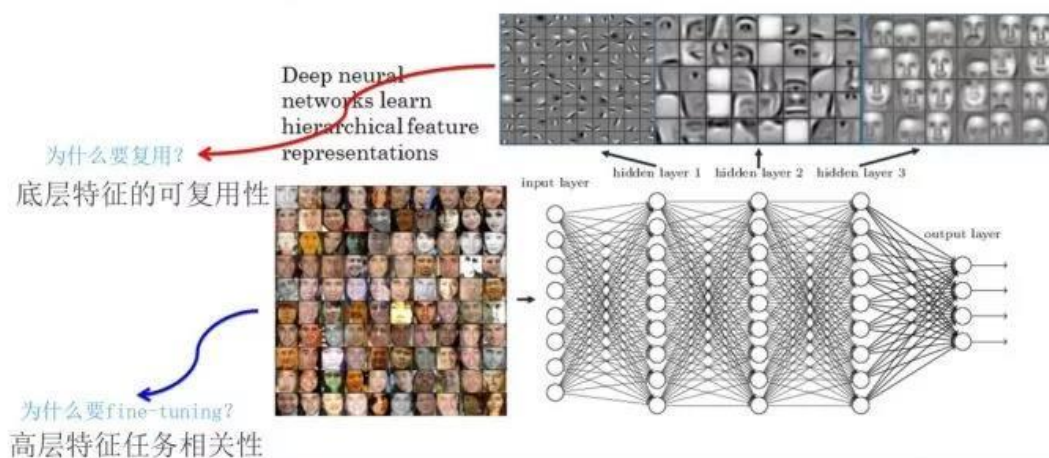 Deep neural
networks learn
hierarchical feature
representations
为什么要复用？
底层特征的可复用性
input layer
hidden layer 1
hidden layer 2
hidden layer 3
output layer
为什么要fine-tuning？
高层特征任务相关性